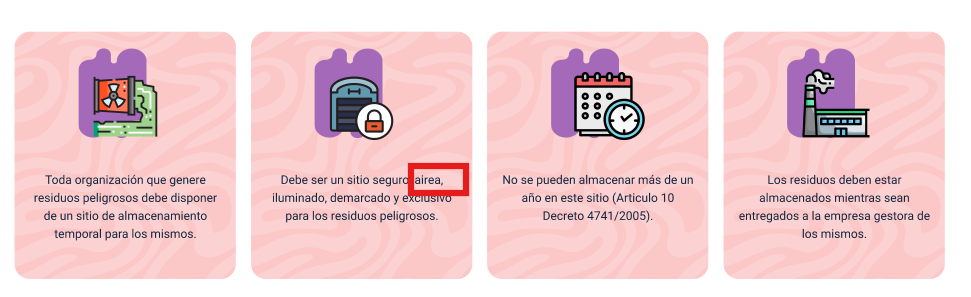 Toda organización que genere
residuos peligrosos debe disponer
de un sitio de almacenamiento
temporal para los mismos.
Debe ser un sitio seguro, airea,
iluminado, demarcado y exclusivo
para los residuos peligrosos.
No se pueden almacenar más de un
año en este sitio (Articulo 10
Decreto 4741/2005).
Los residuos deben estar
almacenados mientras sean
entregados a la empresa gestora de
los mismos.